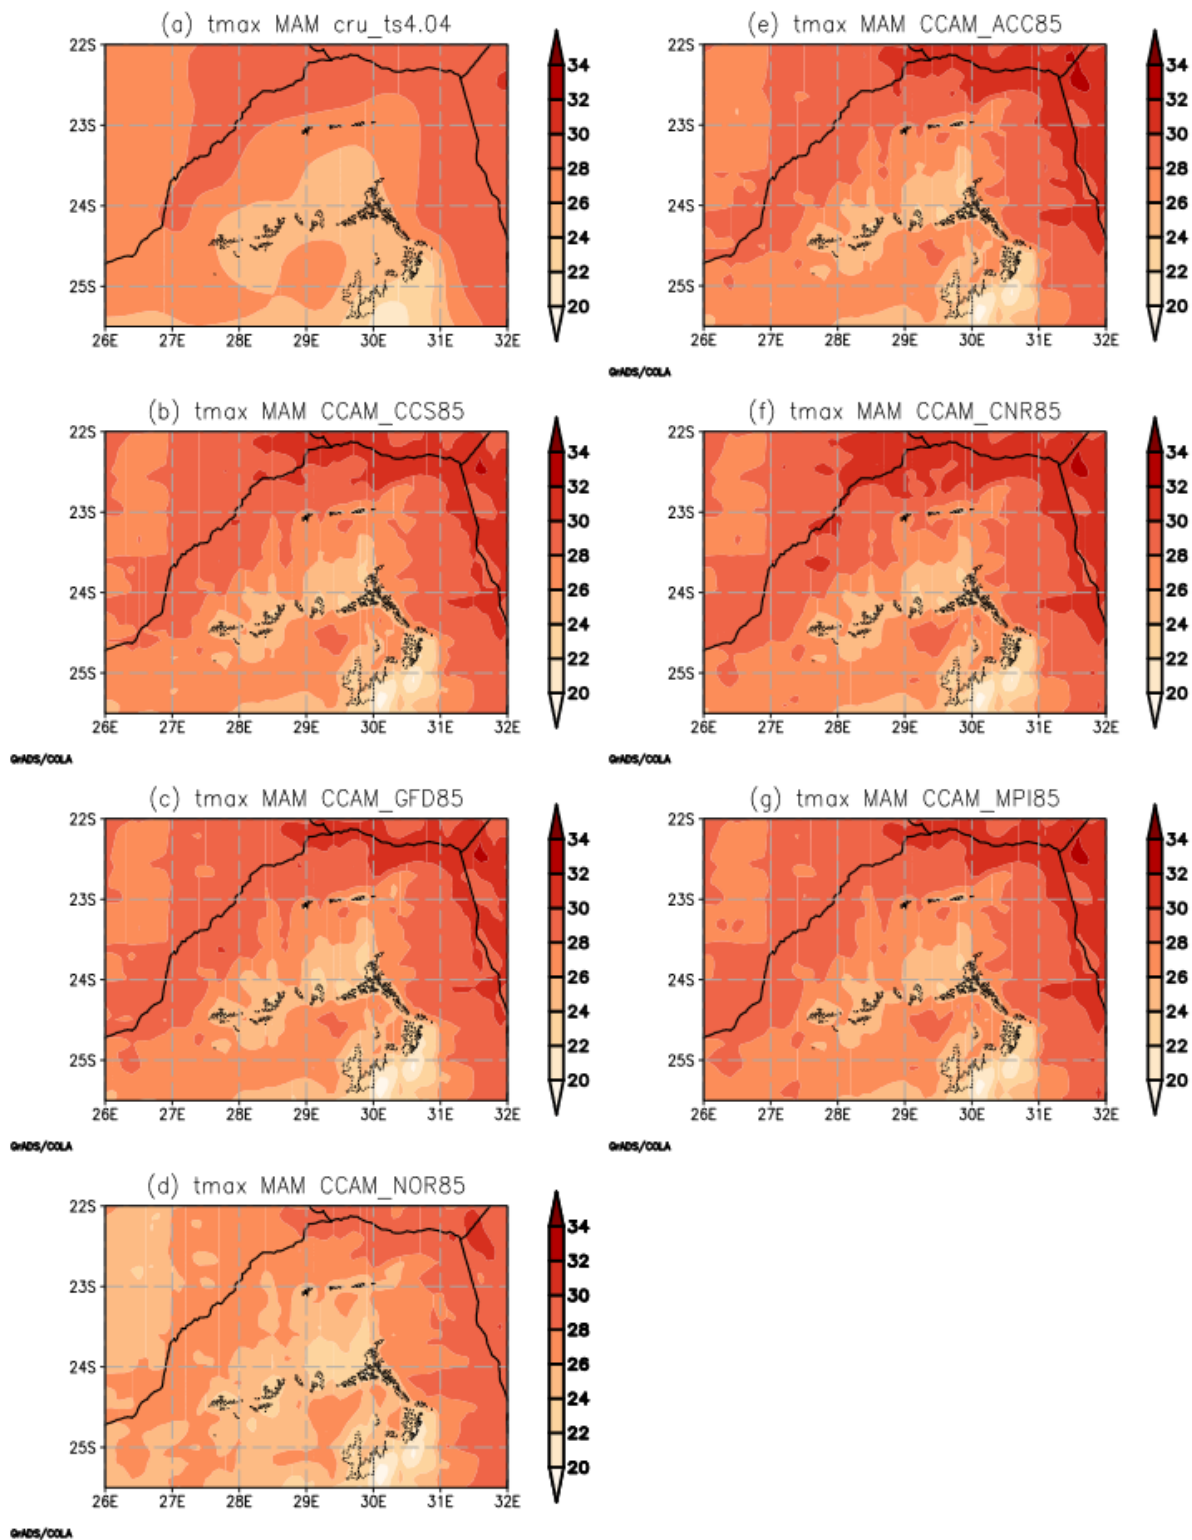 (a) tmax MAM cru_ts4.04
22S
23S
24S
25S
26E 27E 28E 29E 30E 31E 32E
34
32
30
28
26
24
22
20
(e) tmax MAM CCAM_ACC85
22S
23S
24S
25S
26E 27E 28E 29E 30E 31E 32E
34
32
30
28
26
24
22
20
GrADS/COLA
(b) tmax MAM CCAM_CCS85
22S
23S
24S
25S
26E 27E 28E 29E 30E 31E 32E
34
32
30
28
26
24
22
20
GrADS/COLA
(f) tmax MAM CCAM_CNR85
22S
23S
24S
25S
26E 27E 28E 29E 30E 31E 32E
34
32
30
28
26
24
22
20
GrADS/COLA
(c) tmax MAM CCAM_GFD85
22S
23S
24S
25S
26E 27E 28E 29E 30E 31E 32E
34
32
30
28
26
24
22
20
GrADS/COLA
(g) tmax MAM CCAM_MPI85
22S
23S
24S
25S
26E 27E 28E 29E 30E 31E 32E
34
32
30
28
26
24
22
20
GrADS/COLA
(d) tmax MAM CCAM_NOR85
22S
23S
24S
25S
26E 27E 28E 29E 30E 31E 32E
34
32
30
28
26
24
22
20
GrADS/COLA